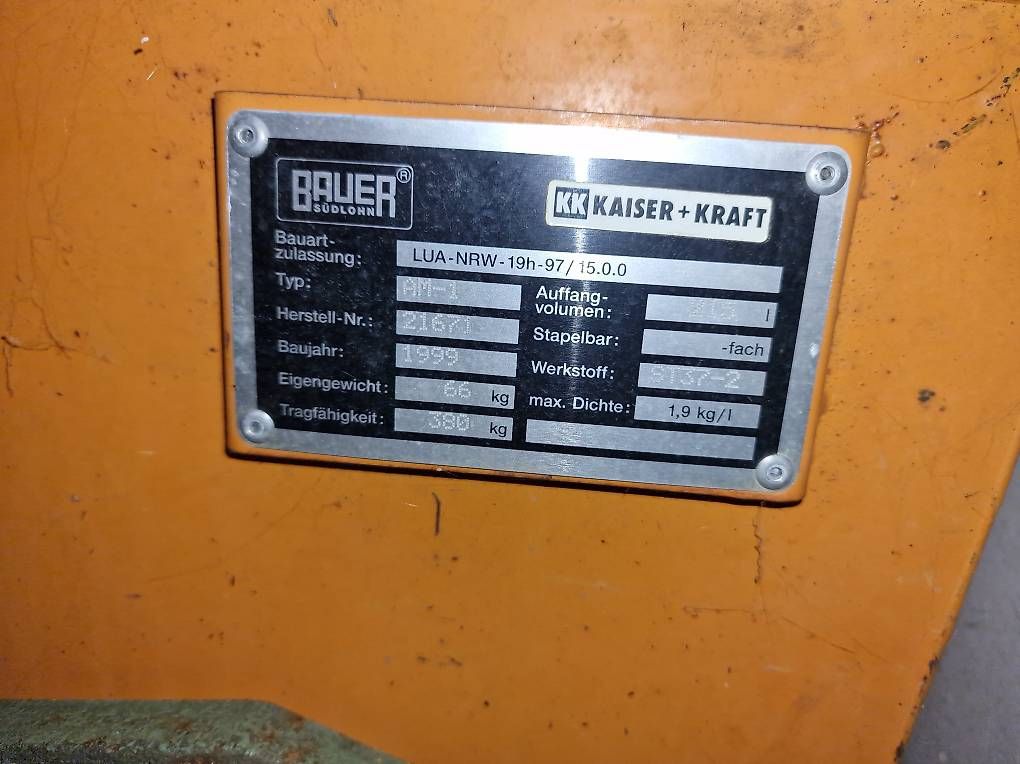 BAUER®
SÜDLOHN
KK KAISER + KRAFT
Bauart-
zulassung: LUA-NRW-19h-97/15.0.0
Typ: AM-1
Herstell-Nr.: 21671
Baujahr: 1999
Eigengewicht: 66 kg
Tragfähigkeit: 380 kg
Auffang-
volumen: l
Stapelbar: -fach
Werkstoff: ST37-2
max. Dichte: 1,9 kg/l